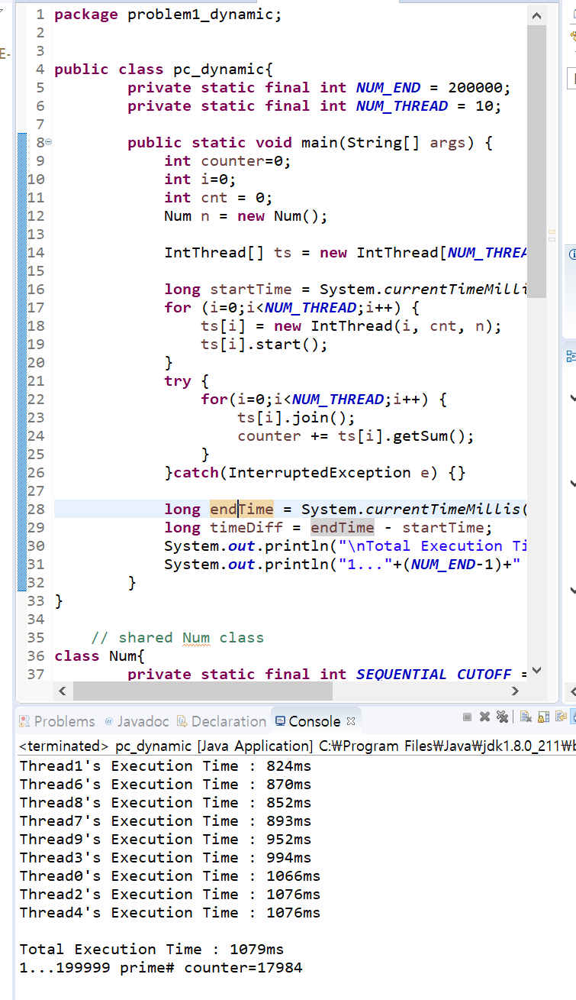 1 package problem1_dynamic;
2
3
4 public class pc_dynamic{
5 private static final int NUM_END = 200000;
6 private static final int NUM_THREAD = 10;
7
8 public static void main(String[] args) {
9 int counter=0;
10 int i=0;
11 int cnt = 0;
12 Num n = new Num();
13
14 IntThread[] ts = new IntThread[NUM_THREA
15
16 long startTime = System.currentTimeMilli
17 for (i=0;i<NUM_THREAD;i++) {
18 ts[i] = new IntThread(i, cnt, n);
19 ts[i].start();
20 }
21 try {
22 for(i=0;i<NUM_THREAD;i++) {
23 ts[i].join();
24 counter += ts[i].getSum();
25 }
26 }catch(InterruptedException e) {}
27
28 long endTime = System.currentTimeMillis(
29 long timeDiff = endTime - startTime;
30 System.out.println("\nTotal Execution Ti
31 System.out.println("1..."+(NUM_END-1)+"
32 }
33 }
34
35 // shared Num class
36 class Num{
37 private static final int SEQUENTIAL_CUTOFF =
E-
Problems @ Javadoc Declaration Console
<terminated> pc_dynamic [Java Application] C:₩Program Files₩Java₩jdk1.8.0_211₩b
Thread1's Execution Time : 824ms
Thread6's Execution Time : 870ms
Thread8's Execution Time : 852ms
Thread7's Execution Time : 893ms
Thread9's Execution Time : 952ms
Thread3's Execution Time : 994ms
Thread0's Execution Time : 1066ms
Thread2's Execution Time : 1076ms
Thread4's Execution Time : 1076ms

Total Execution Time : 1079ms
1...199999 prime# counter=17984